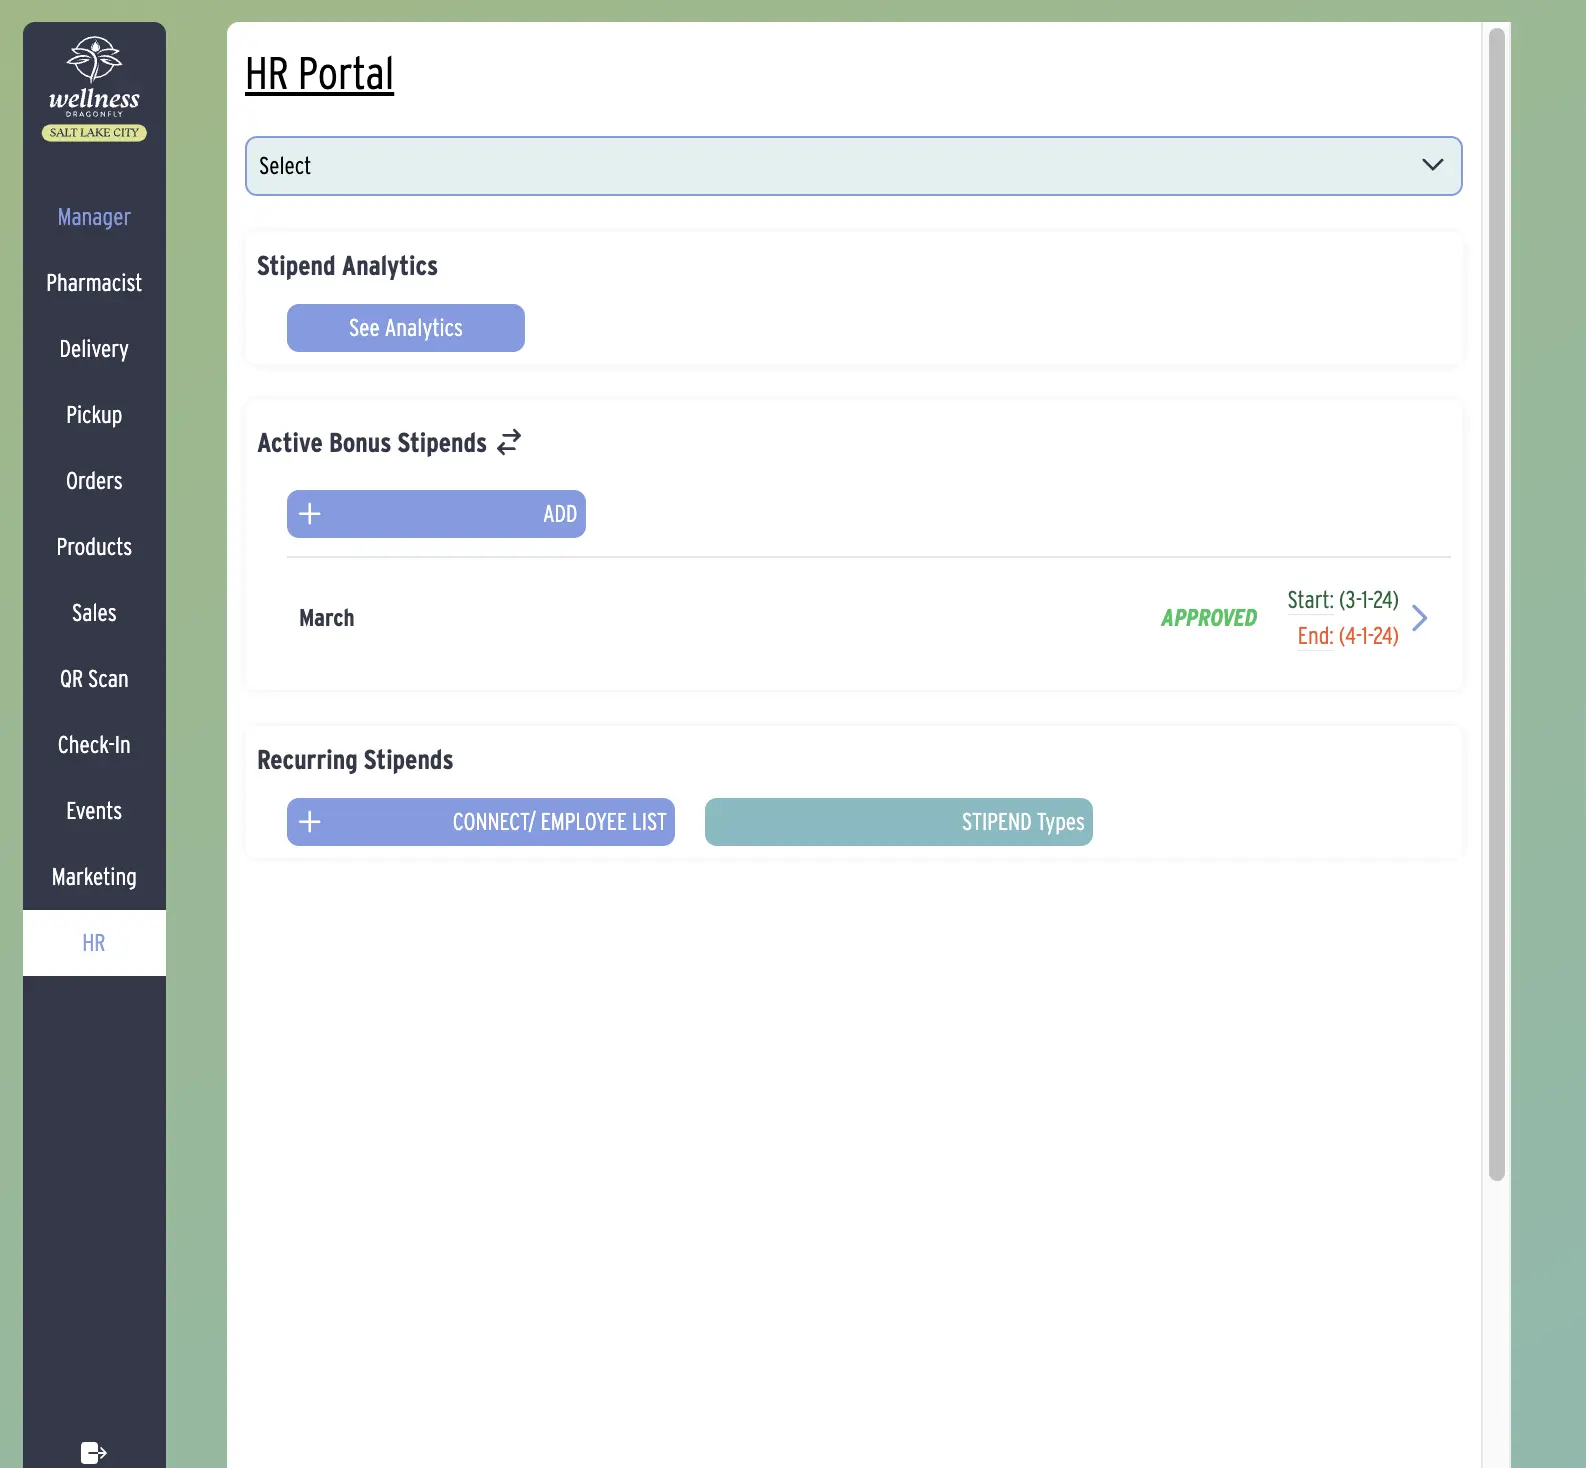 wellness
DRAGONFLY
SALT LAKE CITY
Manager
Pharmacist
Delivery
Pickup
Orders
Products
Sales
QR Scan
Check-In
Events
Marketing
HR
HR Portal
Select
Stipend Analytics
See Analytics
Active Bonus Stipends
ADD
March
APPROVED
Start: (3-1-24)
End: (4-1-24)
Recurring Stipends
CONNECT/ EMPLOYEE LIST
STIPEND Types